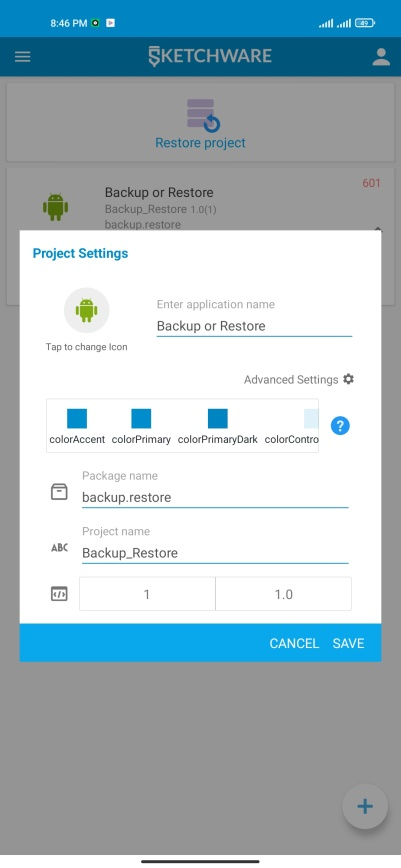 8:46 PM
49
SKETCHWARE
Restore project
Backup or Restore
601
Backup_Restore 1.0(1)
backup.restore
Project Settings
Enter application name
Backup or Restore
Tap to change Icon
Advanced Settings
colorAccent colorPrimary colorPrimaryDark colorContro
?
Package name
backup.restore
Project name
ABC
Backup_Restore
1 1.0
CANCEL SAVE